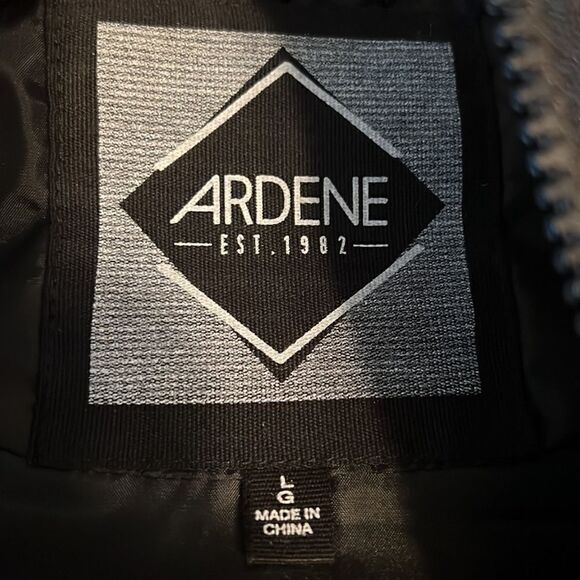 ARDENE
EST. 1982
L
G
MADE IN
CHINA